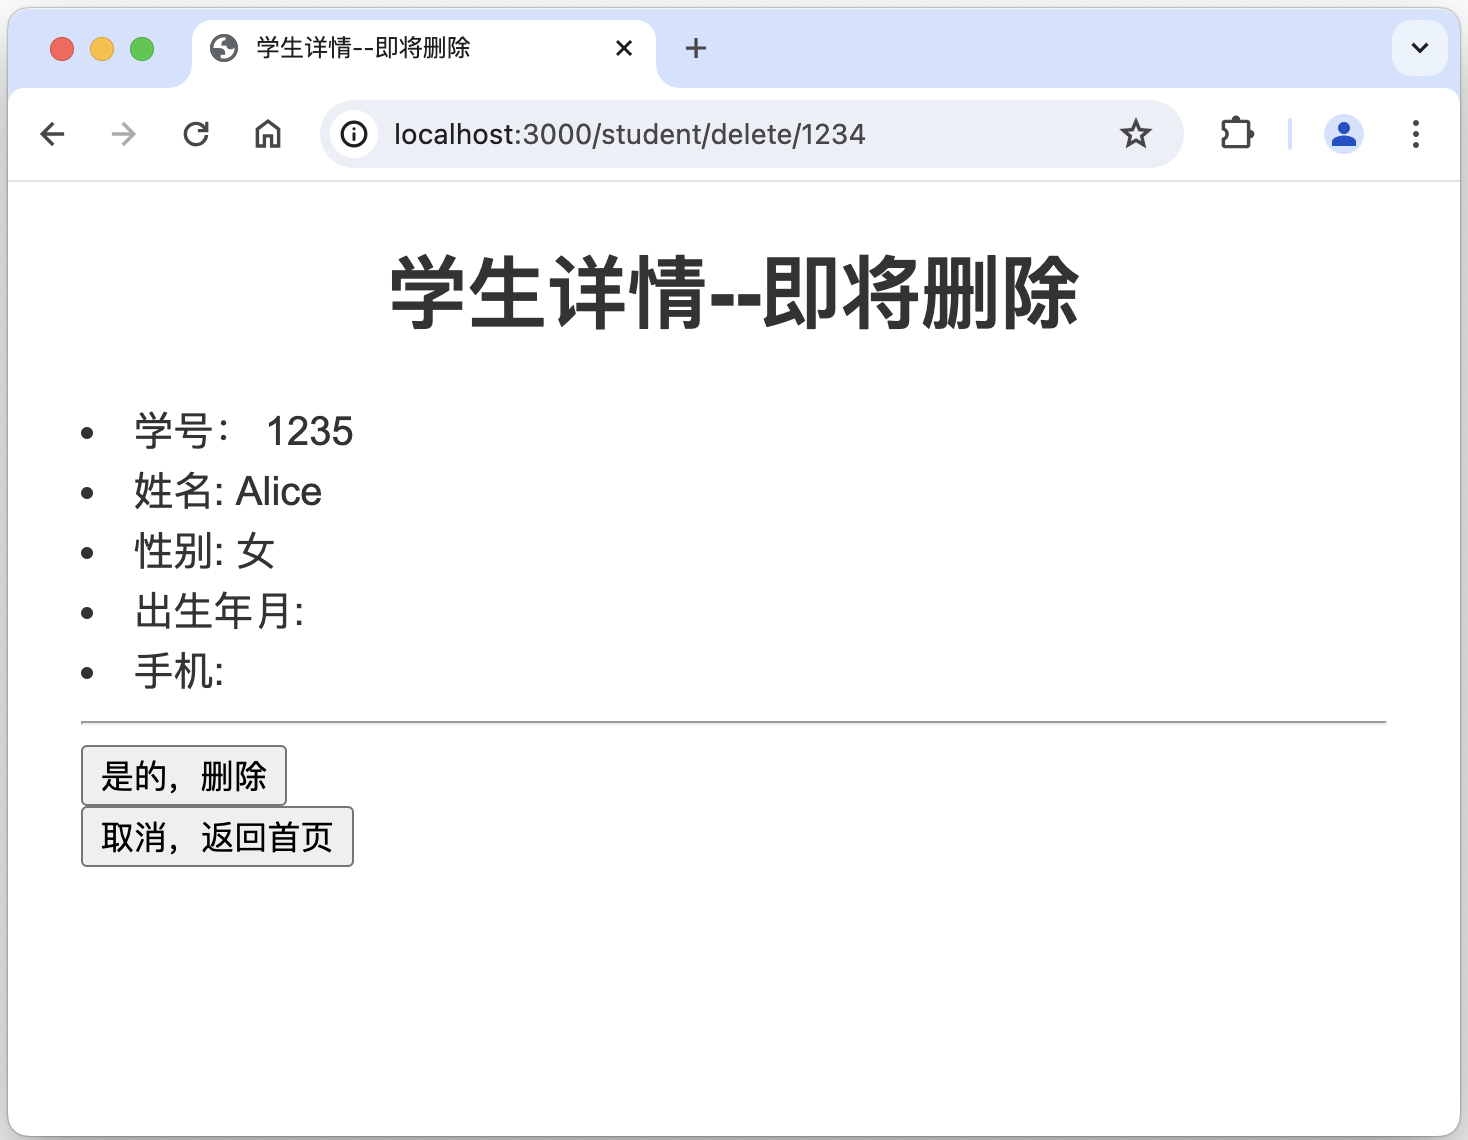 学生详情--即将删除
localhost:3000/student/delete/1234
学生详情--即将删除
学号： 1235
姓名: Alice
性别: 女
出生年月:
手机:
是的，删除
取消，返回首页